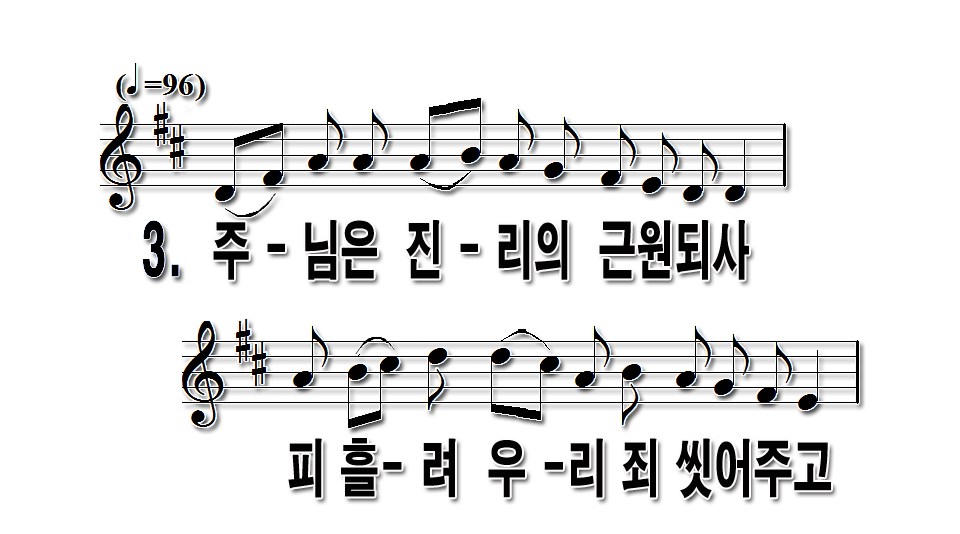 (♩=96)
3. 주 - 님은 진 - 리의 근원되사
피 흘- 려 우 -리 죄 씻어주고